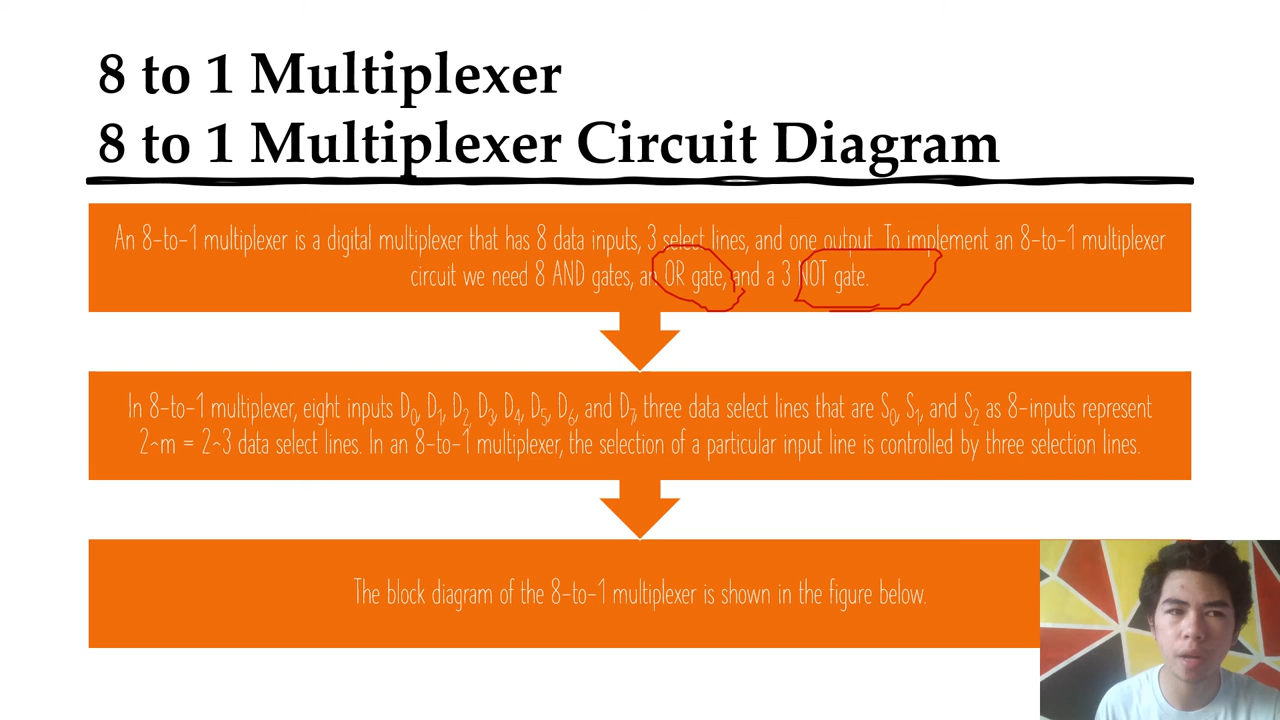 8 to 1 Multiplexer
8 to 1 Multiplexer Circuit Diagram
An 8-to-1 multiplexer is a digital multiplexer that has 8 data inputs, 3 select lines, and one output. To implement an 8-to-1 multiplexer
circuit we need 8 AND gates, an OR gate, and a 3 NOT gate.
In 8-to-1 multiplexer, eight inputs D₀, D₁, D₂, D₃, D₄, D₅, D₆, and D₇, three data select lines that are S₀, S₁, and S₂ as 8-inputs represent
2^m = 2^3 data select lines. In an 8-to-1 multiplexer, the selection of a particular input line is controlled by three selection lines.
The block diagram of the 8-to-1 multiplexer is shown in the figure below.